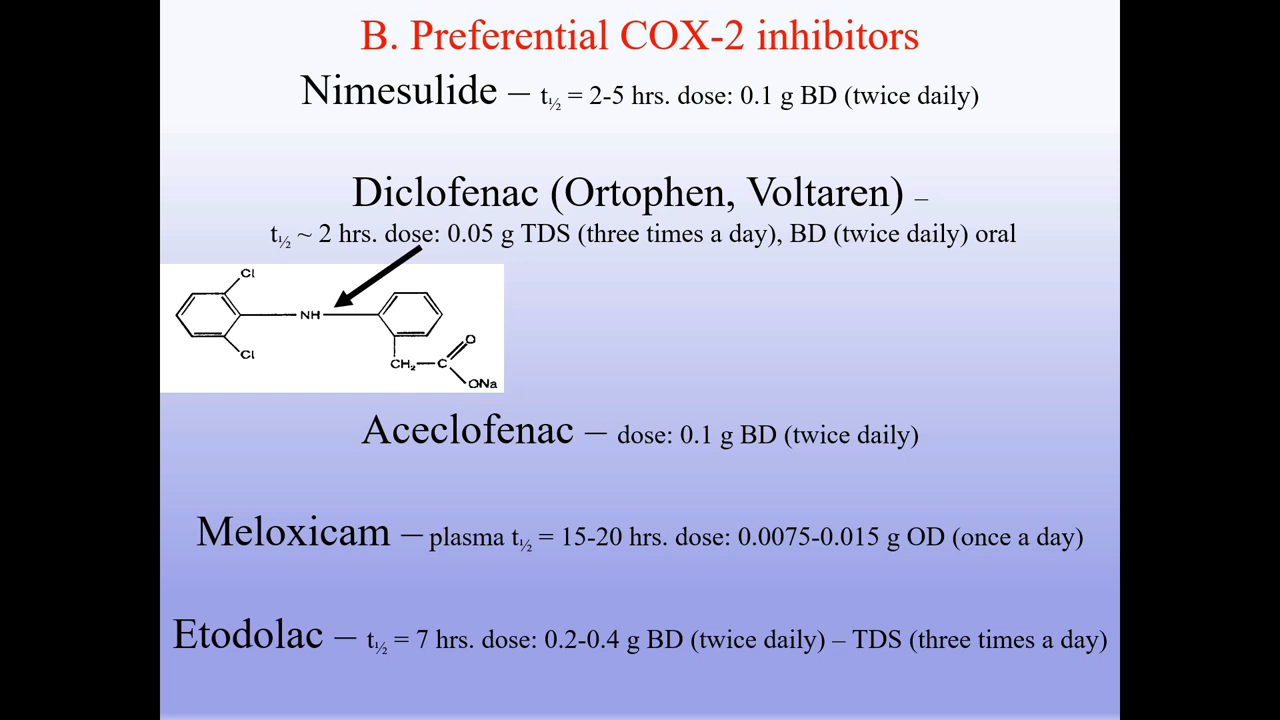 B. Preferential COX-2 inhibitors
Nimesulide – t½ = 2-5 hrs. dose: 0.1 g BD (twice daily)
Diclofenac (Ortophen, Voltaren) –
t½ ~ 2 hrs. dose: 0.05 g TDS (three times a day), BD (twice daily) oral
Cl
NH
Cl
O
CH₂ C
ONa
Aceclofenac – dose: 0.1 g BD (twice daily)
Meloxicam – plasma t½ = 15-20 hrs. dose: 0.0075-0.015 g OD (once a day)
Etodolac – t½ = 7 hrs. dose: 0.2-0.4 g BD (twice daily) – TDS (three times a day)